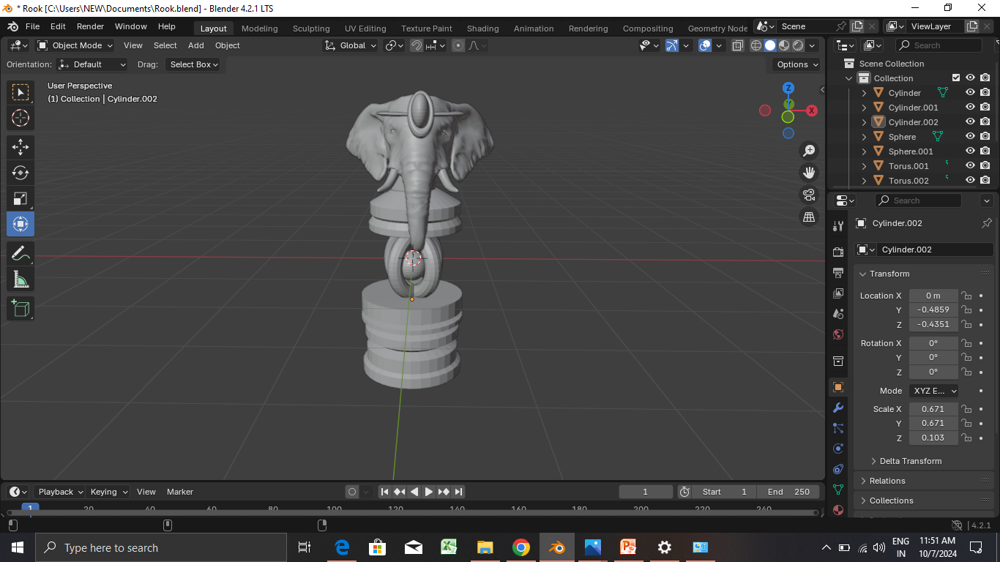 * Rook [C:\Users\NEW\Documents\Rook.blend] - Blender 4.2.1 LTS
File Edit Render Window Help Layout Modeling Sculpting UV Editing Texture Paint Shading Animation Rendering Compositing Geometry Node Scene ViewLayer
Object Mode View Select Add Object Global Search
Orientation: Default Drag: Select Box Options
Scene Collection
Collection
User Perspective
(1) Collection | Cylinder.002
Z
Y
X
Cylinder
Cylinder.001
Cylinder.002
Sphere
Sphere.001
Torus.001
Torus.002
Search
Cylinder.002
Cylinder.002
Transform
Location X 0 m
Y -0.4859
Z -0.4351
Rotation X 0°
Y 0°
Z 0°
Mode XYZ E...
Scale X 0.671
Y 0.671
Z 0.103
Delta Transform
Relations
Collections
Playback Keying View Marker 1 Start 1 End 250
1 20 40 60 80 100 120 140 160 180 200 220 240
4.2.1
Type here to search
ENG 11:51 AM
IN 10/7/2024